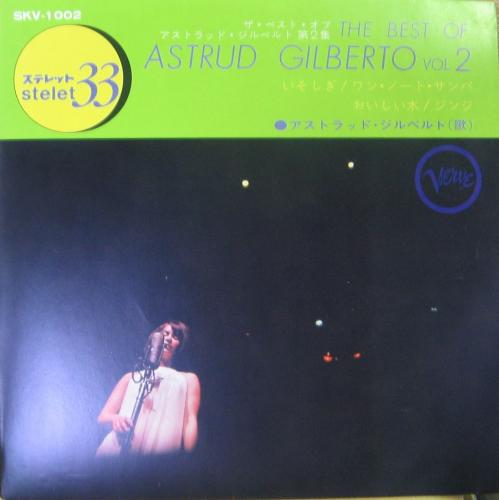 SKV-1002
ステレット
stelet
33
ザ・ベスト・オブ
アストラッド・ジルベルト 第2集
THE BEST OF
ASTRUD GILBERTO VOL 2
いそしぎ/ワン・ノート・サンバ
おいしい水/ジンジ
●アストラッド・ジルベルト(歌)
Verve